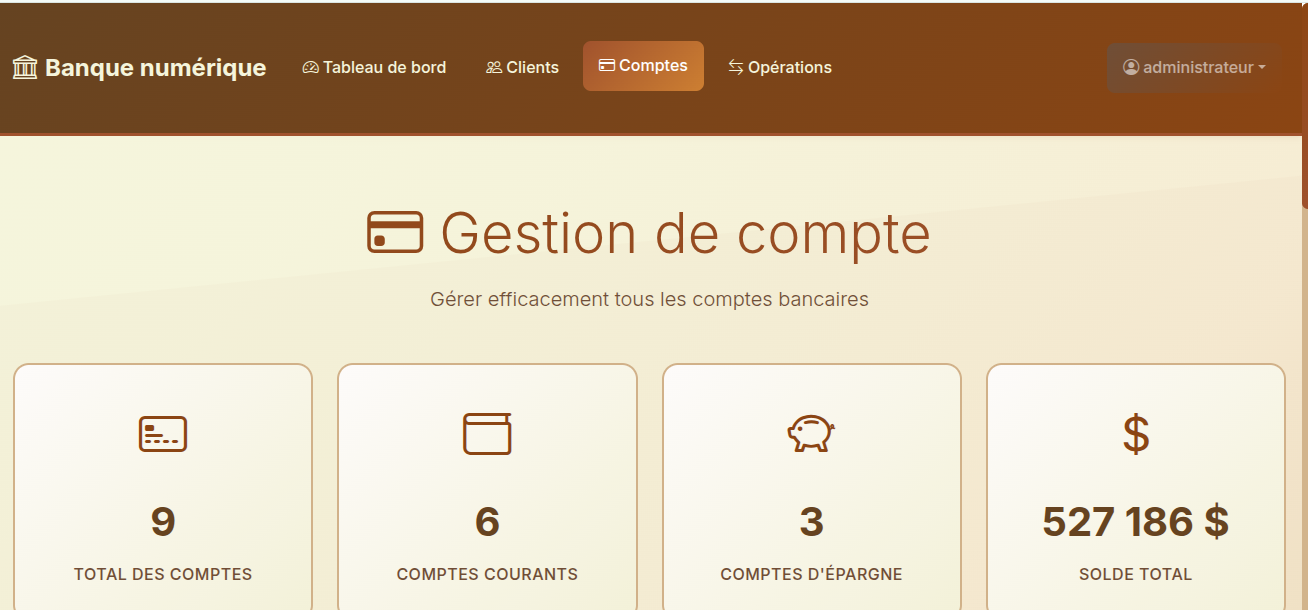 Banque numérique
Tableau de bord
Clients
Comptes
Opérations
administrateur
Gestion de compte
Gérer efficacement tous les comptes bancaires
9
TOTAL DES COMPTES
6
COMPTES COURANTS
3
COMPTES D'ÉPARGNE
$
527 186 $
SOLDE TOTAL